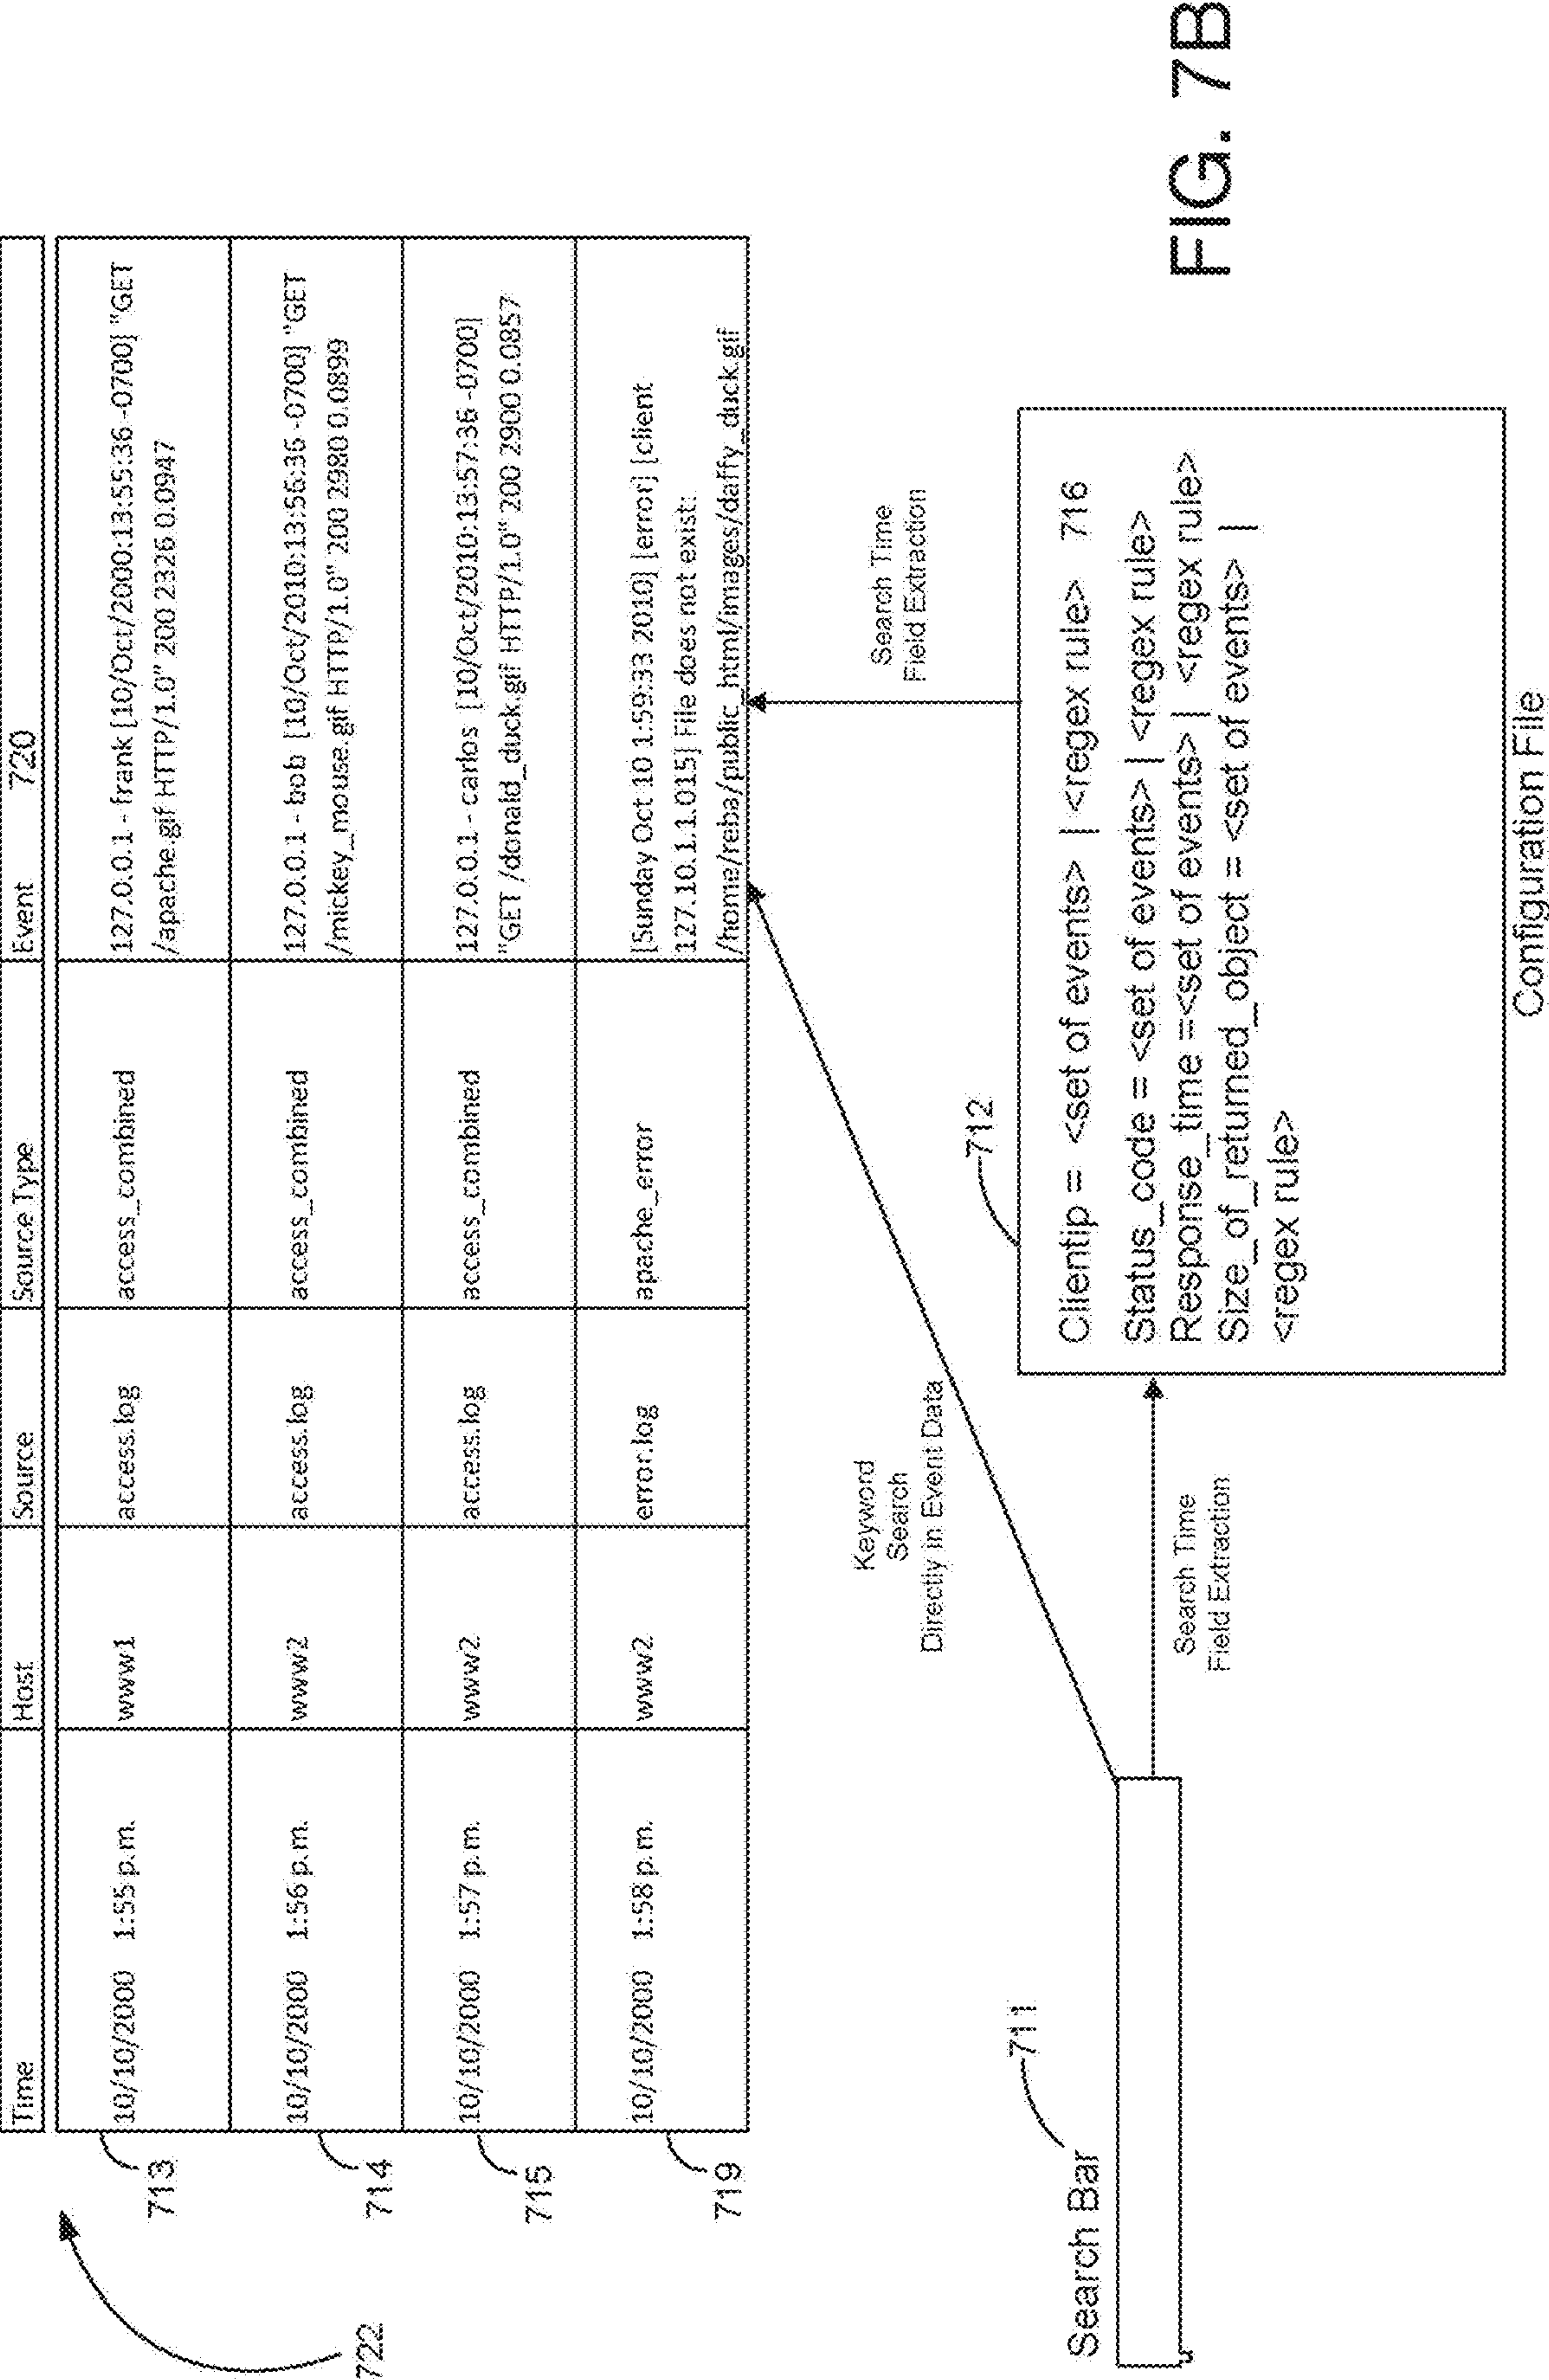 722
Time Host Source Source Type Event 720
713 10/10/2000 1:55 p.m. www1 access.log access_combined 127.0.0.1 - frank [10/Oct/2000:13:55:36 -0700] "GET
/apache.gif HTTP/1.0" 200 2326 0.0947
714 10/10/2000 1:56 p.m. www2 access.log access_combined 127.0.0.1 - bob [10/Oct/2010:13:56:36 -0700] "GET
/mickey_mouse.gif HTTP/1.0" 200 2980 0.0899
715 10/10/2000 1:57 p.m. www2 access.log access_combined 127.0.0.1 - carlos [10/Oct/2010:13:57:36 -0700]
"GET /donald_duck.gif HTTP/1.0" 200 2900 0.0857
719 10/10/2000 1:58 p.m. www2 error.log apache_error [Sunday Oct 10 1:59:33 2010] [error] [client
127.10.1.1.015] File does not exist:
/home/reba/public_html/images/daffy_duck.gif
Keyword
Search
Directly in Event Data
Search Time
Field Extraction
Search Bar
711
Search Time
Field Extraction
712
Clientip = <set of events> | <regex rule> 716
Status_code = <set of events> | <regex rule>
Response_time =<set of events> | <regex rule>
Size_of_returned_object = <set of events> |
<regex rule>
Configuration File
FIG. 7B